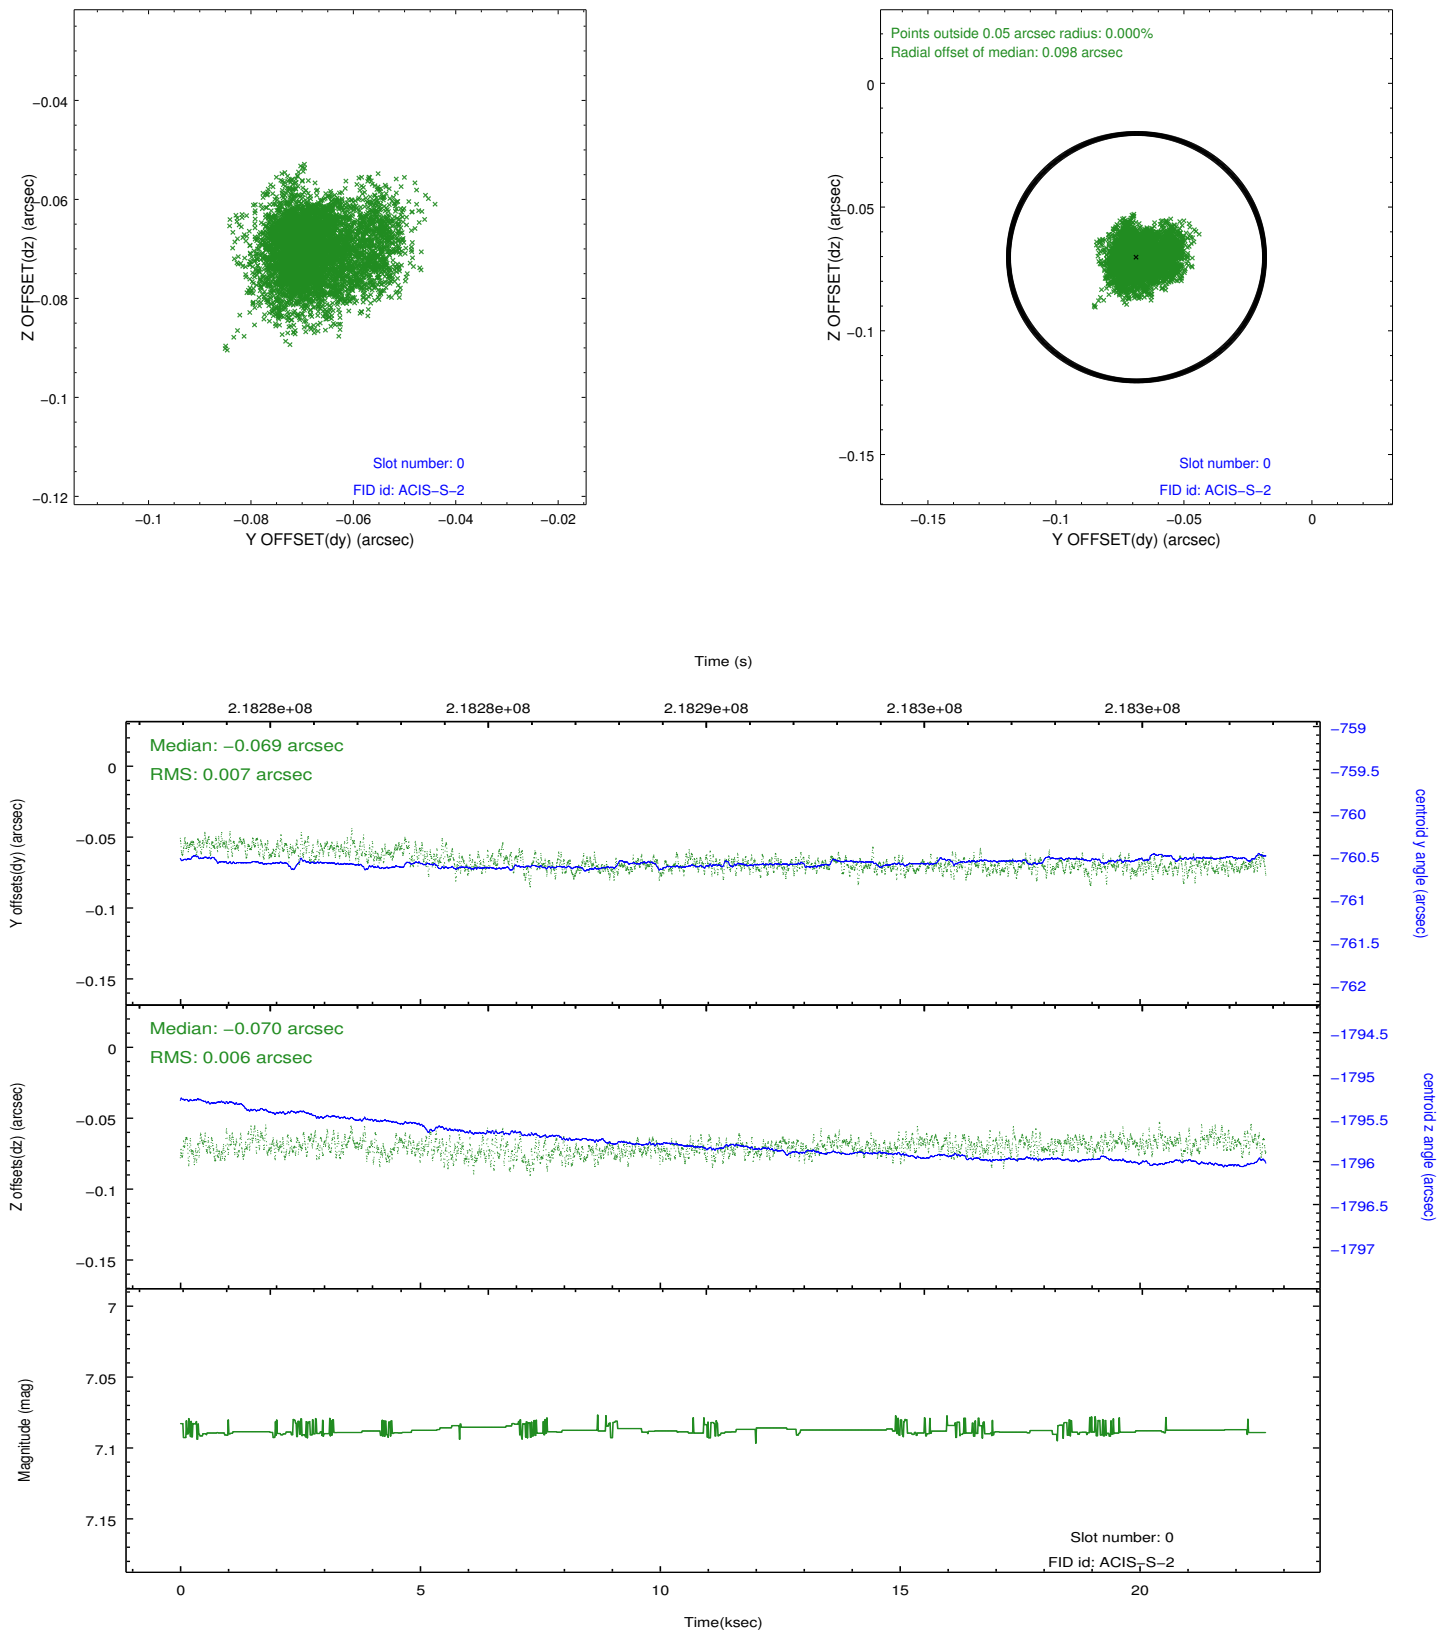 Z OFFSET(dz) (arcsec)
−0.04
−0.06
−0.08
−0.1
−0.12
Slot number: 0
FID id: ACIS−S−2
−0.1
−0.08
−0.06
−0.04
−0.02
Y OFFSET(dy) (arcsec)
Points outside 0.05 arcsec radius: 0.000%
Radial offset of median: 0.098 arcsec
Z OFFSET(dz) (arcsec)
0
−0.05
−0.1
−0.15
Slot number: 0
FID id: ACIS−S−2
−0.15
−0.1
−0.05
0
Y OFFSET(dy) (arcsec)
Time (s)
2.1828e+08
2.1828e+08
2.1829e+08
2.183e+08
2.183e+08
Median: −0.069 arcsec
RMS: 0.007 arcsec
Y offsets(dy) (arcsec)
0
−0.05
−0.1
−0.15
−759
−759.5
−760
−760.5
−761
−761.5
−762
centroid y angle (arcsec)
Median: −0.070 arcsec
RMS: 0.006 arcsec
Z offsets(dz) (arcsec)
0
−0.05
−0.1
−0.15
−1794.5
−1795
−1795.5
−1796
−1796.5
−1797
centroid z angle (arcsec)
Magnitude (mag)
7
7.05
7.1
7.15
Slot number: 0
FID id: ACIS−S−2
0
5
10
15
20
Time(ksec)